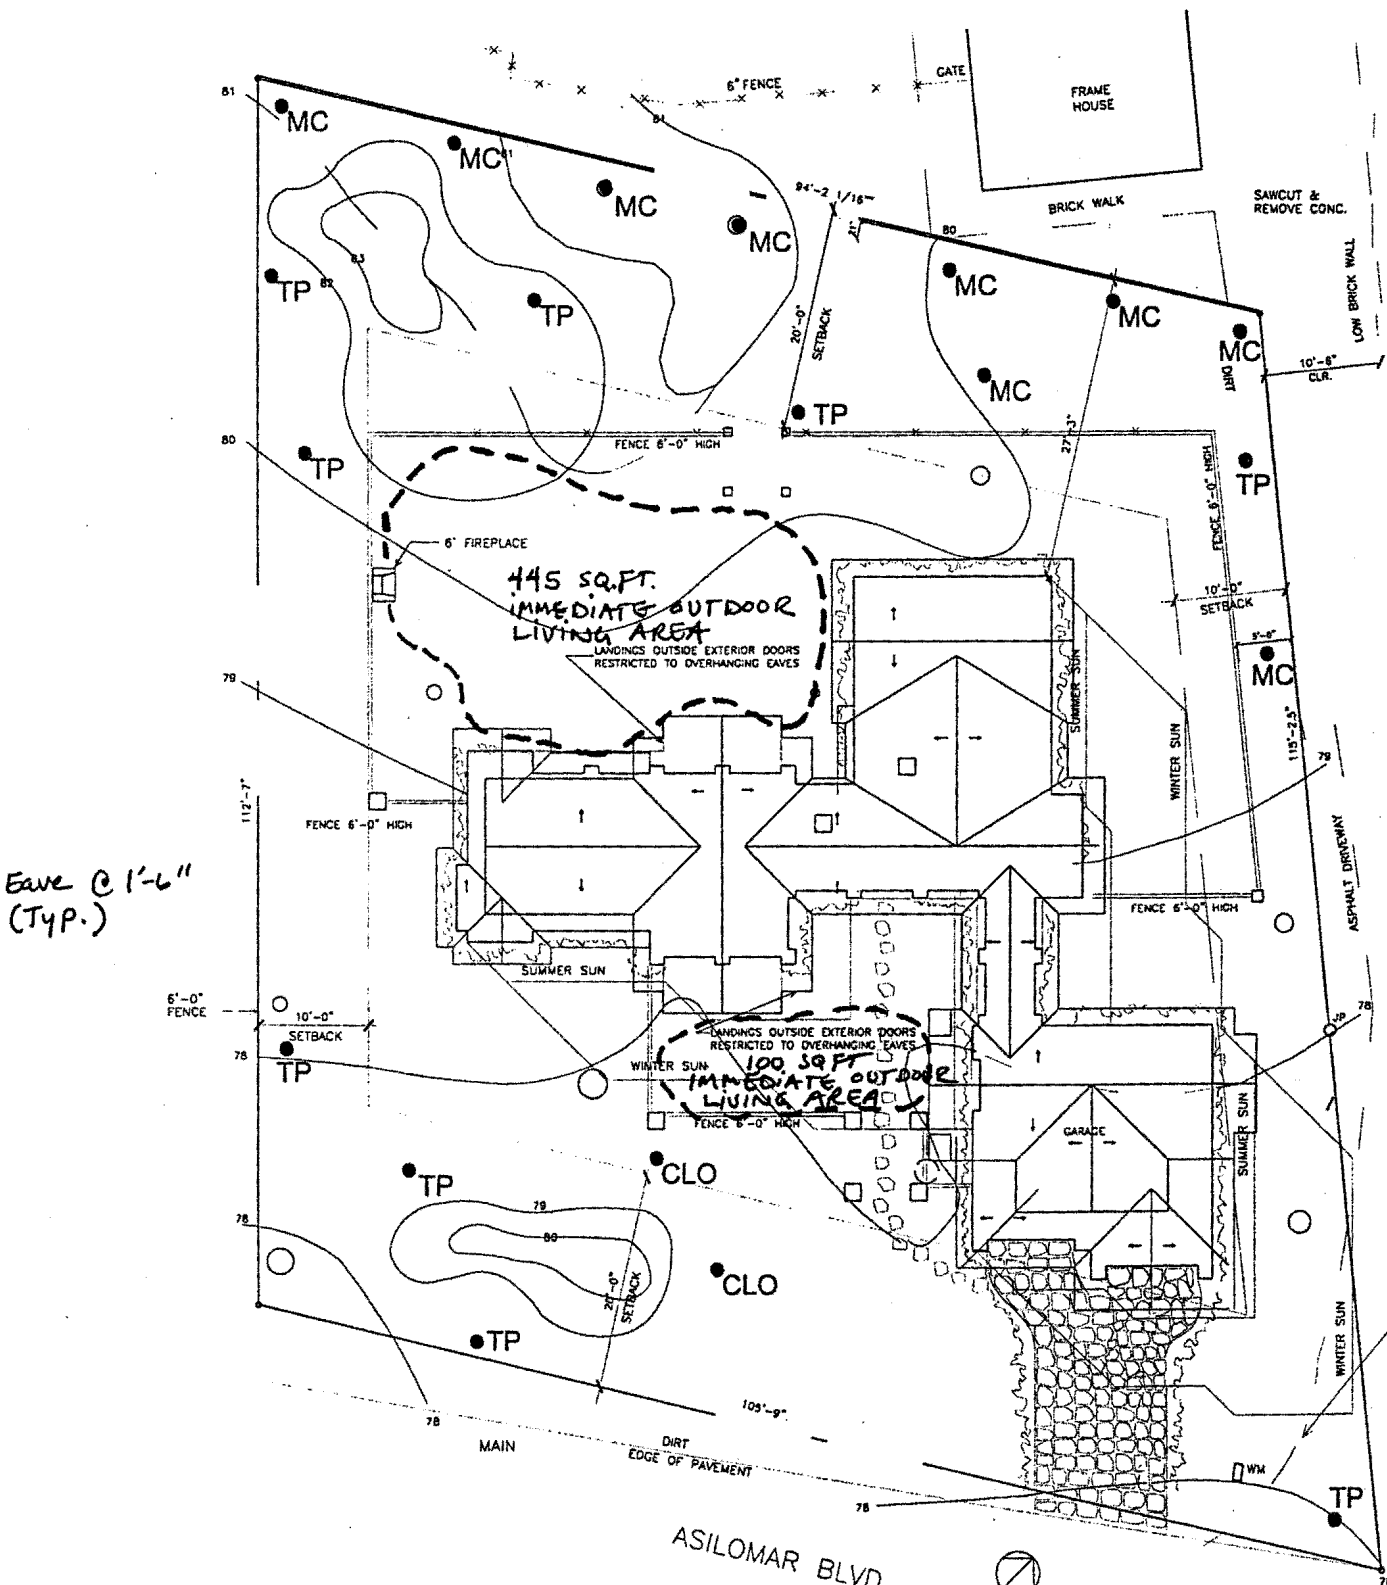 6" FENCE
GATE
FRAME
HOUSE
81
MC
81
MC
81
MC
MC
94'-2 1/16"
21'
80
BRICK WALK
SAWCUT &
REMOVE CONC.
LOW BRICK WALL
83
82
TP
TP
20'-0"
SETBACK
MC
MC
MC
DIRT
10'-6"
CLR.
MC
TP
27'-3"
80
FENCE 6'-0" HIGH
TP
FENCE 6'-0" HIGH
TP
6' FIREPLACE
445 SQ.FT.
IMMEDIATE OUTDOOR
LIVING AREA
LANDINGS OUTSIDE EXTERIOR DOORS
RESTRICTED TO OVERHANGING EAVES
10'-0"
SETBACK
5'-0"
MC
79
SUMMER SUN
WINTER SUN
115'-2.5"
79
112'-7"
FENCE 6'-0" HIGH
Eave @ 1'-6"
(TYP.)
ASPHALT DRIVEWAY
FENCE 6'-0" HIGH
SUMMER SUN
6'-0"
FENCE
10'-0"
SETBACK
78
TP
78
JP
LANDINGS OUTSIDE EXTERIOR DOORS
RESTRICTED TO OVERHANGING EAVES
WINTER SUN
100 SQ FT
IMMEDIATE OUTDOOR
LIVING AREA
FENCE 6'-0" HIGH
GARAGE
SUMMER SUN
TP
CLO
78
79
80
20'-0"
SETBACK
CLO
TP
WINTER SUN
105'-9"
78
MAIN
DIRT
EDGE OF PAVEMENT
WM
78
TP
ASILOMAR BLVD